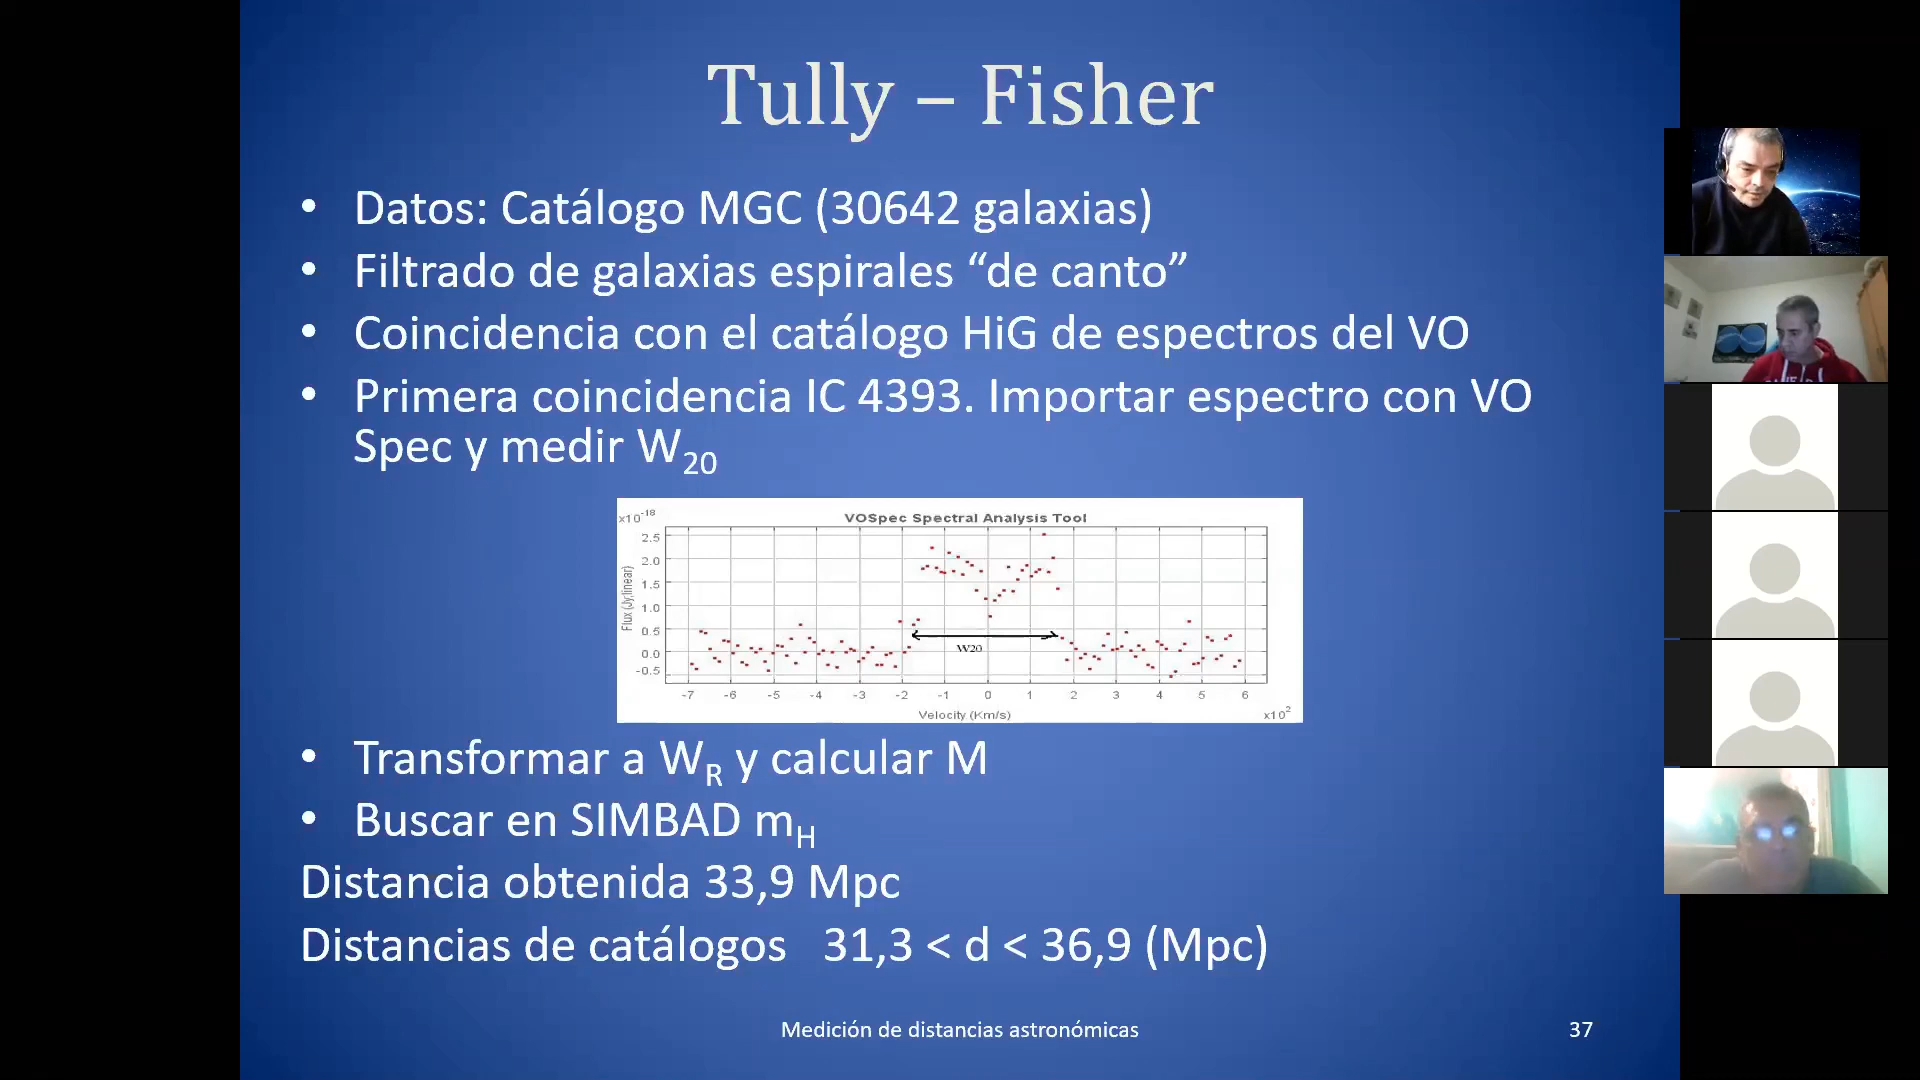 Tully – Fisher
• Datos: Catálogo MGC (30642 galaxias)
• Filtrado de galaxias espirales “de canto”
• Coincidencia con el catálogo HiG de espectros del VO
• Primera coincidencia IC 4393. Importar espectro con VO
Spec y medir W20
x10-18
VOSpec Spectral Analysis Tool
Flux (Jy;linear)
2.5
2.0
1.5
1.0
0.5
0.0
-0.5
W20
-7 -6 -5 -4 -3 -2 -1 0 1 2 3 4 5 6
Velocity (Km/s)
x102
• Transformar a WR y calcular M
• Buscar en SIMBAD mH
Distancia obtenida 33,9 Mpc
Distancias de catálogos 31,3 < d < 36,9 (Mpc)
Medición de distancias astronómicas
37